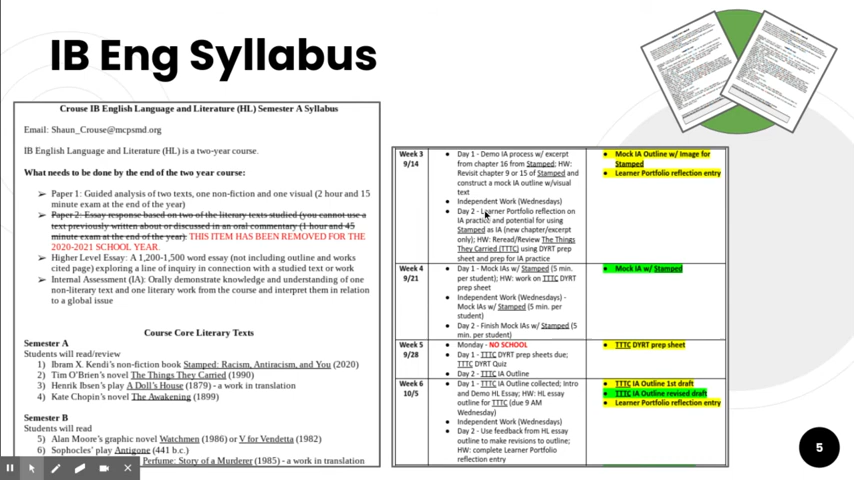 IB Eng Syllabus
Crouse IB English Language and Literature (HL) Semester A Syllabus
Email: Shaun_Crouse@mcpsmd.org
IB English Language and Literature (HL) is a two-year course.
What needs to be done by the end of the two year course:
➢ Paper 1: Guided analysis of two texts, one non-fiction and one visual (2 hour and 15
minute exam at the end of year)
➢ Paper 2: Essay response based on two of the literary texts studied (you cannot use a
text previously written about or discussed in an oral commentary (1 hour and 45
minute exam at the end of year). THIS ITEM HAS BEEN REMOVED FOR THE
2020-2021 SCHOOL YEAR.
➢ Higher Level Essay: A 1,200-1,500 word essay (not including outline and works
cited page) exploring a line of inquiry in connection with a studied text or work
➢ Internal Assessment (IA): Orally demonstrate knowledge and understanding of one
non-literary text and one literary work from the course and interpret them in relation
to a global issue
Course Core Literary Texts
Semester A
Students will read/review
1) Ibram X. Kendi's non-fiction book Stamped: Racism, Antiracism, and You (2020)
2) Tim O'Brien's novel The Things They Carried (1990)
3) Henrik Ibsen's play A Doll's House (1879) - a work in translation
4) Kate Chopin's novel The Awakening (1899)
Semester B
Students will read
5) Alan Moore's graphic novel Watchmen (1986) or V for Vendetta (1982)
6) Sophocles' play Antigone (441 b.c.)
Perfume: Story of a Murderer (1985) - a work in translation
Week 3
9/14
• Day 1 - Demo IA process w/ excerpt
from chapter 16 from Stamped; HW:
Revisit chapter 9 or 15 of Stamped and
construct a mock IA outline w/visual
text
• Independent Work (Wednesdays)
• Day 2 - Learner Portfolio reflection on
IA practice and potential for using
Stamped as IA (new chapter/excerpt
only); HW: Reread/Review The Things
They Carried (TTTC) using DYRT prep
sheet and prep for IA practice
• Mock IA Outline w/ Image for
Stamped
• Learner Portfolio reflection entry
Week 4
9/21
• Day 1 - Mock IAs w/ Stamped (5 min.
per student); HW: work on TTTC DYRT
prep sheet
• Independent Work (Wednesdays) -
Mock IAs w/ Stamped (5 min. per
student)
• Day 2 - Finish Mock IAs w/ Stamped (5
min. per student)
• Mock IA w/ Stamped
Week 5
9/28
• Monday - NO SCHOOL
• Day 1 - TTTC DYRT prep sheets due;
TTTC DYRT Quiz
• Day 2 - TTTC IA Outline
• TTTC DYRT prep sheet
Week 6
10/5
• Day 1 - TTTC IA Outline collected; Intro
and Demo HL Essay; HW: HL essay
outline for TTTC (due 9 AM
Wednesday)
• Independent Work (Wednesdays)
• Day 2 - Use feedback from HL essay
outline to make revisions to outline;
HW: complete Learner Portfolio
reflection entry
• TTTC IA Outline 1st draft
• TTTC IA Outline revised draft
• Learner Portfolio reflection entry
5